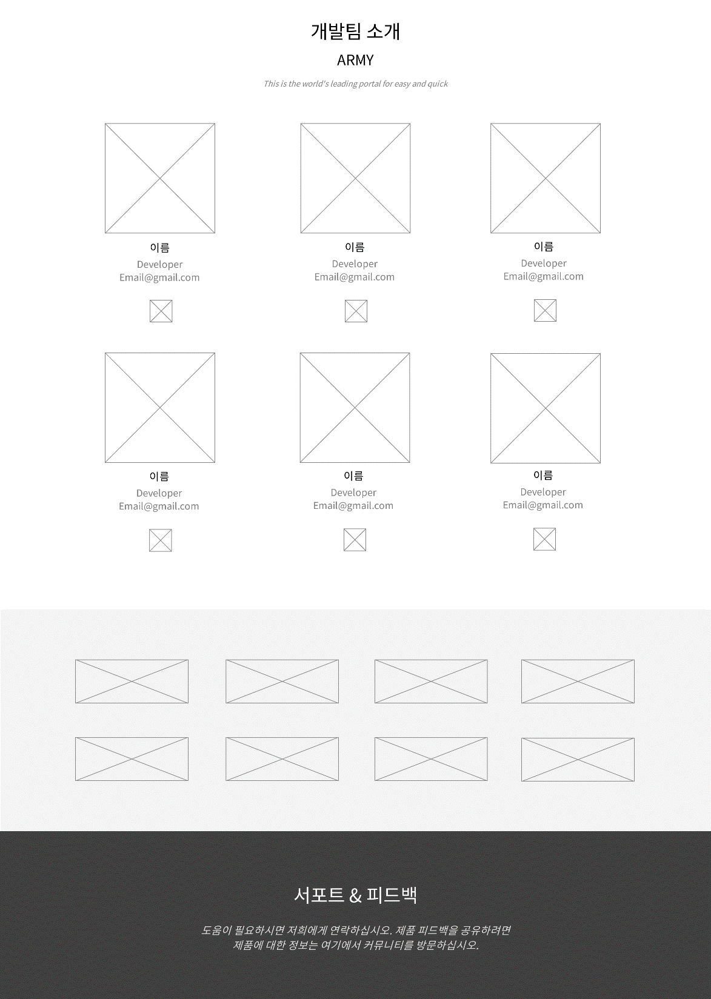 개발팀 소개
ARMY
This is the world's leading portal for easy and quick
이름
Developer
Email@gmail.com
이름
Developer
Email@gmail.com
이름
Developer
Email@gmail.com
이름
Developer
Email@gmail.com
이름
Developer
Email@gmail.com
이름
Developer
Email@gmail.com
서포트 & 피드백
도움이 필요하시면 저희에게 연락하십시오. 제품 피드백을 공유하려면
제품에 대한 정보는 여기에서 커뮤니티를 방문하십시오.